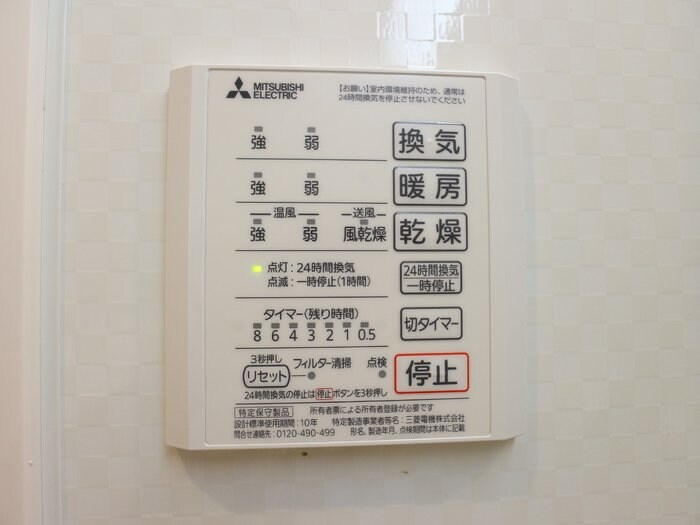 MITSUBISHI
ELECTRIC
【お願い】室内環境維持のため、通常は
24時間換気を停止させないでください
強 弱 換気
強 弱 暖房
温風 送風
強 弱 風乾燥 乾燥
点灯：24時間換気
点滅：一時停止(1時間)
24時間換気
一時停止
タイマー(残り時間)
8 6 4 3 2 1 0.5
切タイマー
3秒押し
リセット フィルター清掃 点検
停止
24時間換気の停止は停止ボタンを3秒押し
特定保守製品 所有者票による所有者登録が必要です
設計標準使用期間：10年 特定製造事業者等名：三菱電機株式会社
問合せ連絡先：0120-490-499 形名、製造年月、点検期間は本体に記載